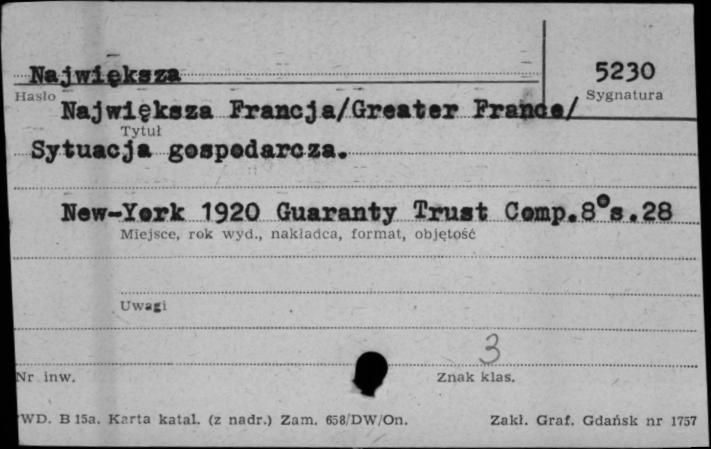 Największa 5230
Hasło Sygnatura
Największa Francja/Greater France/
Tytuł
Sytuacja gospodarcza.
New-York 1920 Guaranty Trust Comp.8°s.28
Miejsce, rok wyd., nakładca, format, objętość
Uwagi
3
Nr inw. Znak klas.
WD. B 15a. Karta katal. (z nadr.) Zam. 658/DW/On. Zakł. Graf. Gdańsk nr 1757